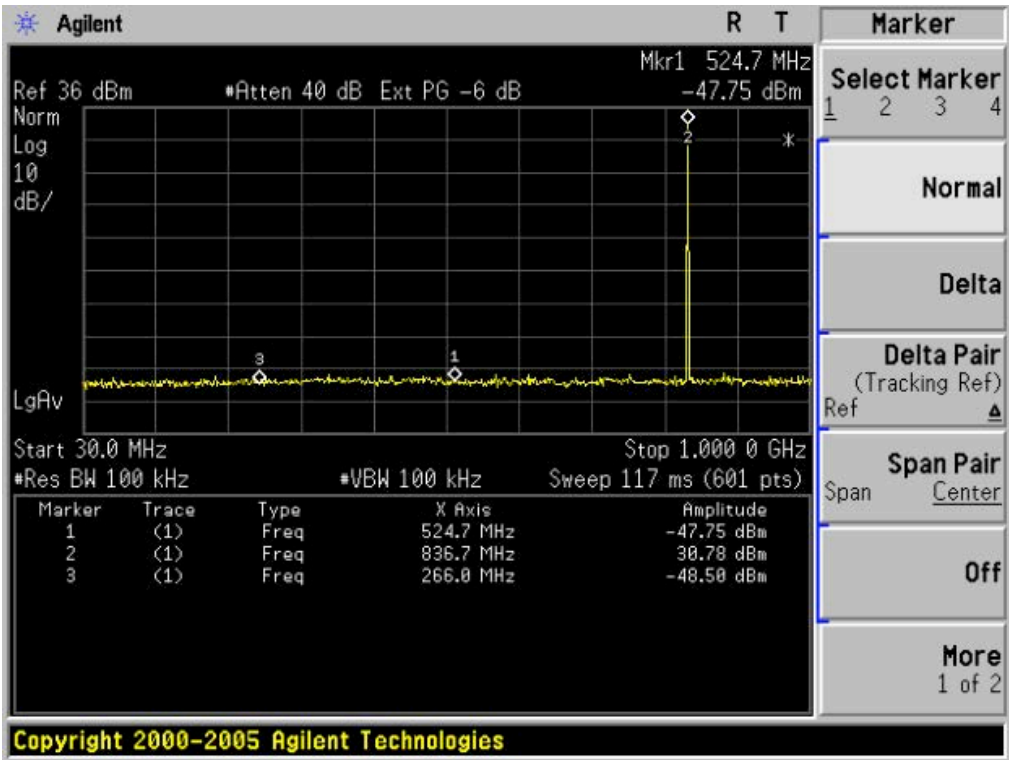 Agilent R T
Mkr1 524.7 MHz
Ref 36 dBm #Atten 40 dB Ext PG -6 dB -47.75 dBm
Norm
Log
10
dB/
2
*
3
1
LgAv
Start 30.0 MHz Stop 1.000 0 GHz
#Res BW 100 kHz #VBW 100 kHz Sweep 117 ms (601 pts)
Marker Trace Type X Axis Amplitude
1 (1) Freq 524.7 MHz -47.75 dBm
2 (1) Freq 836.7 MHz 30.78 dBm
3 (1) Freq 266.0 MHz -48.50 dBm
Marker
Select Marker
1 2 3 4
Normal
Delta
Delta Pair
(Tracking Ref)
Ref Δ
Span Pair
Span Center
Off
More
1 of 2
Copyright 2000-2005 Agilent Technologies